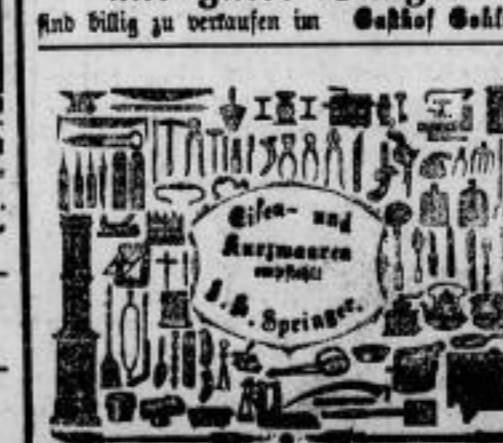 sind billig zu verkaufen im Gasthof
Eisen- und
Kurzwaaren
empfiehlt
Springer.